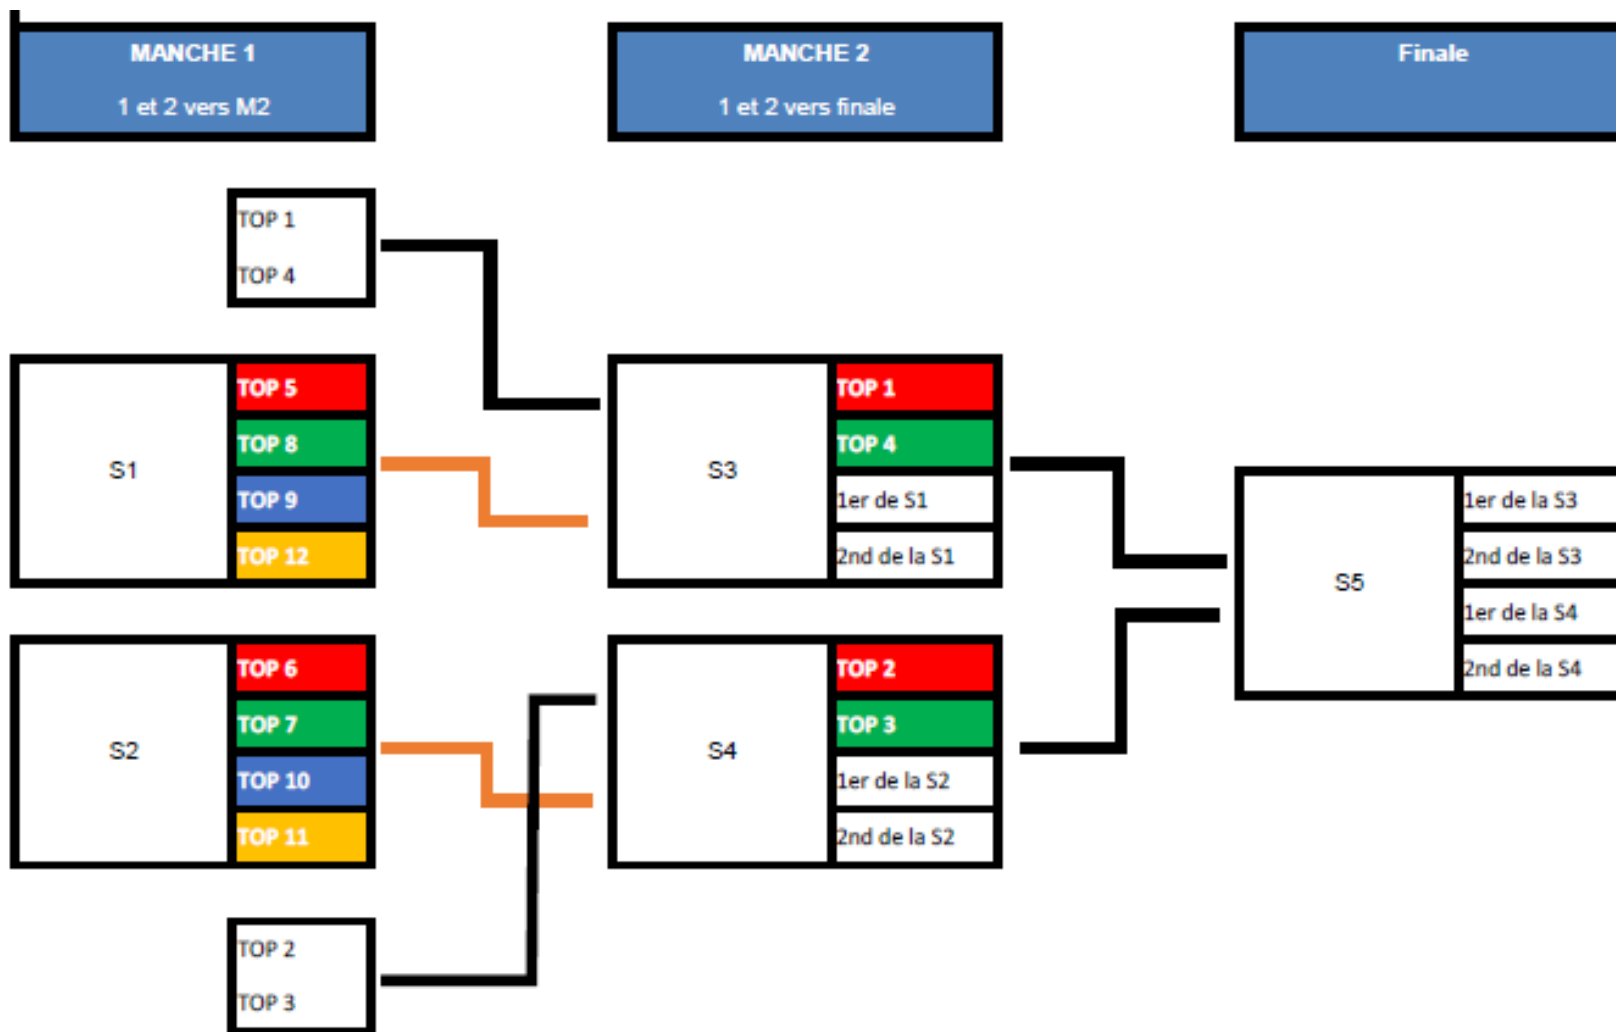 MANCHE 1
1 et 2 vers M2
MANCHE 2
1 et 2 vers finale
Finale
TOP 1
TOP 4
S1
TOP 5
TOP 8
TOP 9
TOP 12
S2
TOP 6
TOP 7
TOP 10
TOP 11
TOP 2
TOP 3
S3
TOP 1
TOP 4
1er de S1
2nd de la S1
S4
TOP 2
TOP 3
1er de la S2
2nd de la S2
S5
1er de la S3
2nd de la S3
1er de la S4
2nd de la S4